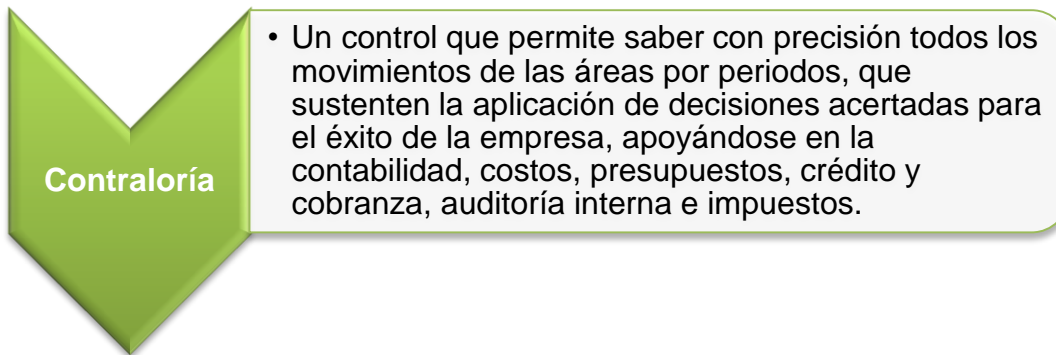 Contraloría
• Un control que permite saber con precisión todos los
movimientos de las áreas por periodos, que
sustenten la aplicación de decisiones acertadas para
el éxito de la empresa, apoyándose en la
contabilidad, costos, presupuestos, crédito y
cobranza, auditoría interna e impuestos.